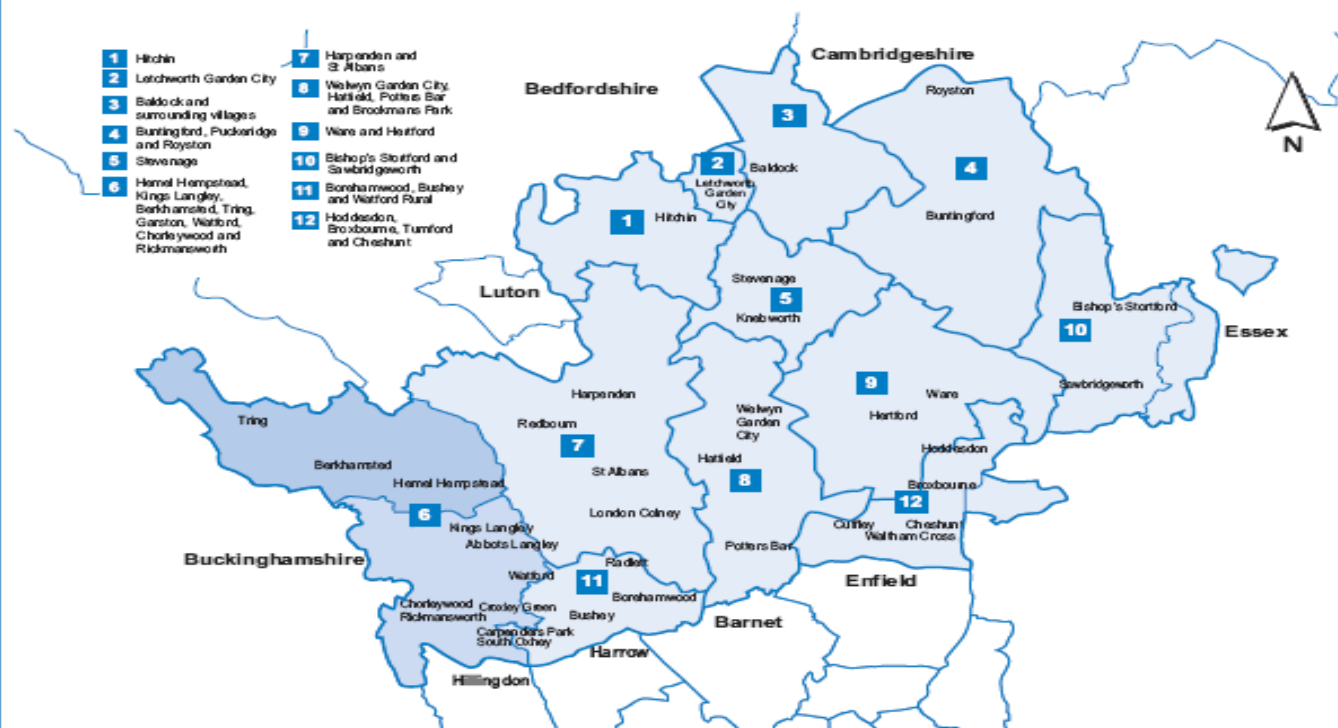 1 Hitchin
2 Letchworth Garden City
3 Baldock and
surrounding villages
4 Buntingford, Puckeridge
and Royston
5 Stevenage
6 Hemel Hempstead,
Kings Langley,
Berkhamsted, Tring,
Garston, Watford,
Chorleywood and
Rickmansworth
7 Harpenden and
St Albans
8 Welwyn Garden City,
Hatfield, Potters Bar
and Brookmans Park
9 Ware and Hertford
10 Bishop's Stortford and
Sawbridgeworth
11 Borehamwood, Bushey
and Watford Rural
12 Hoddesdon,
Broxbourne, Turnford
and Cheshunt
Cambridgeshire
Bedfordshire
Royston
N
3
2
Baldock
4
Letchworth
Garden
City
1
Hitchin
Buntingford
Stevenage
Luton
5
Knebworth
Bishop's Stortford
10
Essex
9
Sawbridgeworth
Harpenden
Ware
Welwyn
Garden
City
Hertford
Tring
Redbourn
7
Hoddesdon
Hatfield
Berkhamsted
St Albans
8
Hemel Hempstead
Broxbourne
12
6
London Colney
Kings Langley
Cuffley
Cheshunt
Waltham Cross
Abbots Langley
Potters Bar
Buckinghamshire
Radlett
Watford
11
Enfield
Borehamwood
Chorleywood
Croxley Green
Rickmansworth
Bushey
Barnet
Carpenders Park
South Oxhey
Harrow
Hillingdon